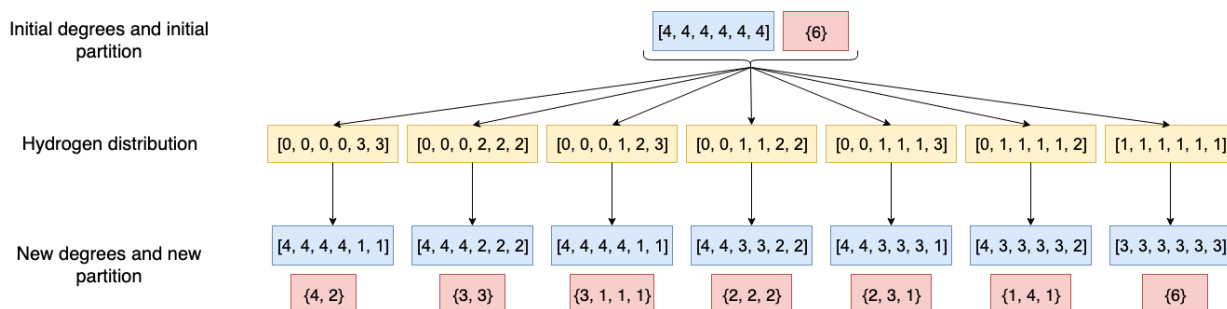 Initial degrees and initial
partition
[4, 4, 4, 4, 4, 4] {6}
Hydrogen distribution
[0, 0, 0, 0, 3, 3] [0, 0, 0, 2, 2, 2] [0, 0, 0, 1, 2, 3] [0, 0, 1, 1, 2, 2] [0, 0, 1, 1, 1, 3] [0, 1, 1, 1, 1, 2] [1, 1, 1, 1, 1, 1]
New degrees and new
partition
[4, 4, 4, 4, 1, 1] [4, 4, 4, 2, 2, 2] [4, 4, 4, 4, 1, 1] [4, 4, 3, 3, 2, 2] [4, 4, 3, 3, 3, 1] [4, 3, 3, 3, 3, 2] [3, 3, 3, 3, 3, 3]
{4, 2} {3, 3} {3, 1, 1, 1} {2, 2, 2} {2, 3, 1} {1, 4, 1} {6}